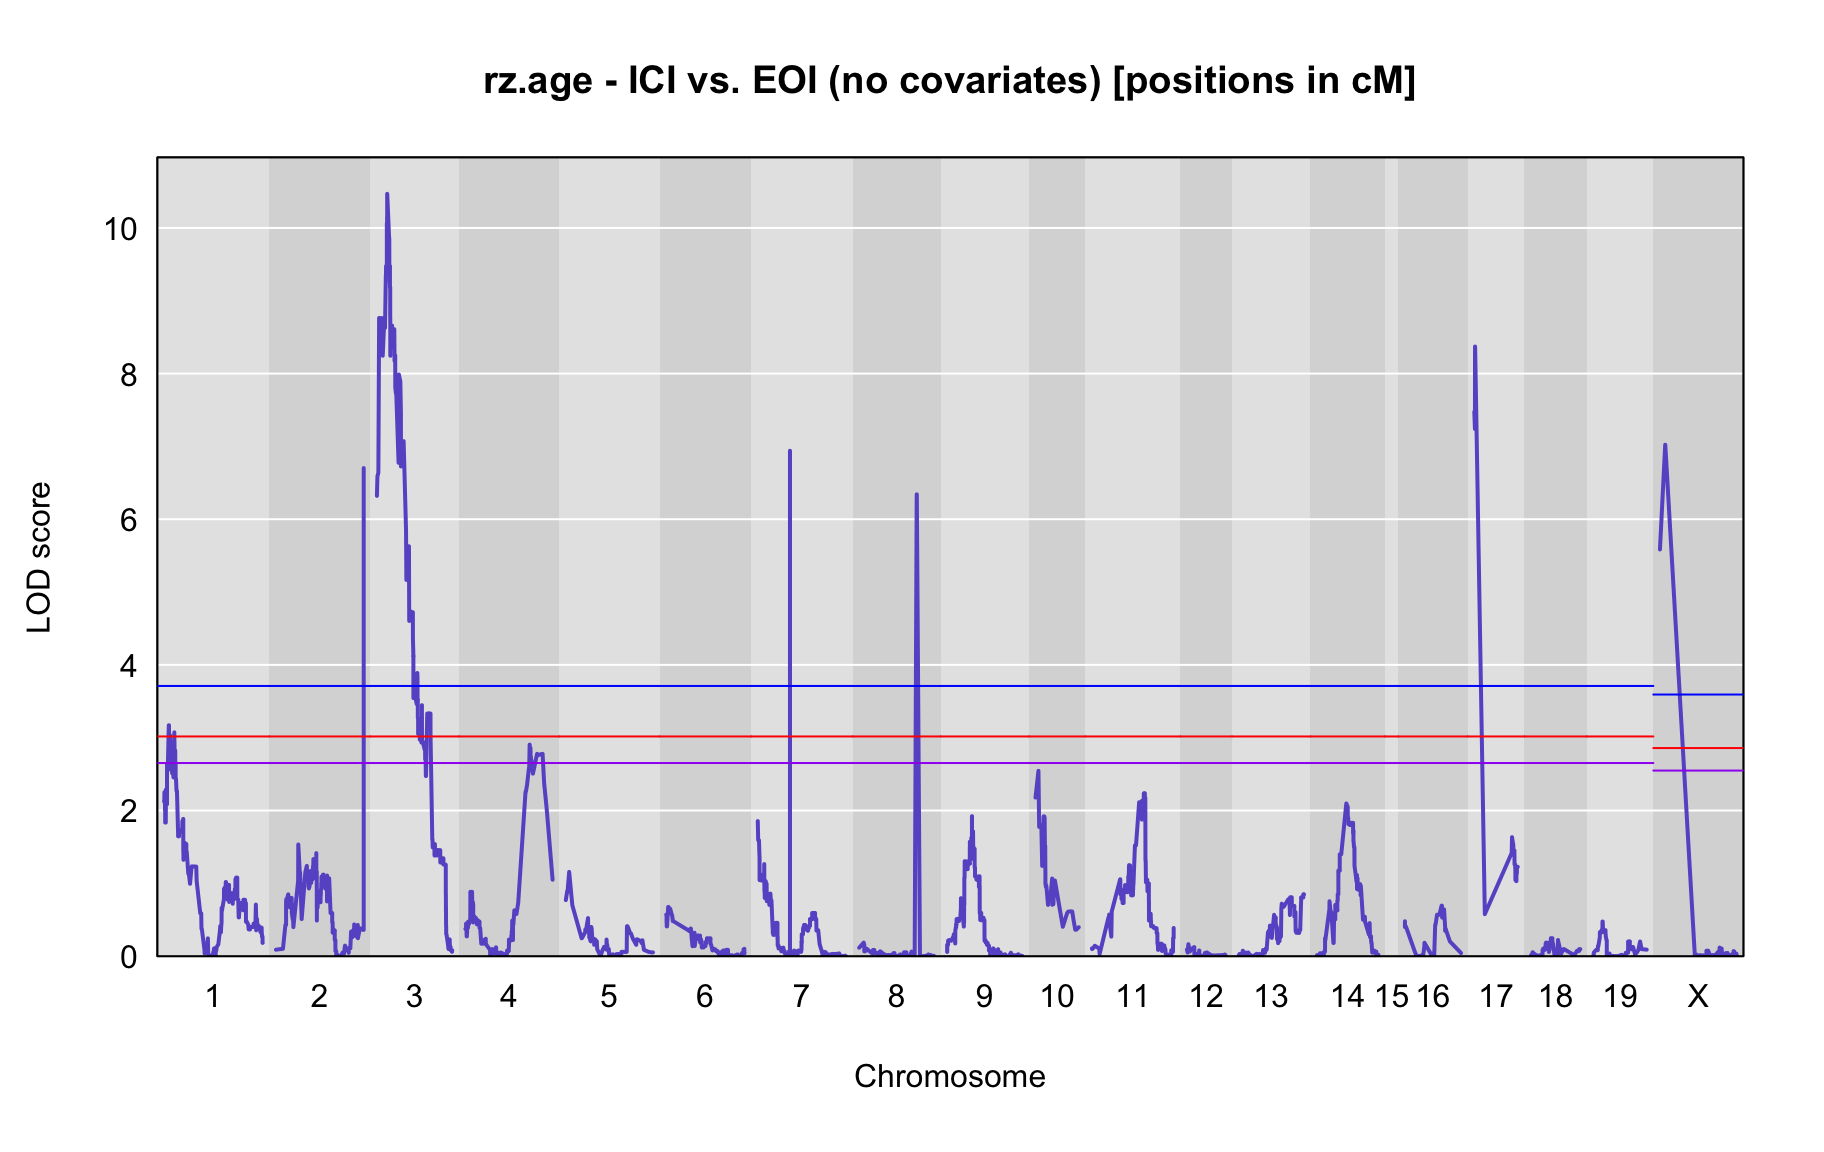 rz.age - ICI vs. EOI (no covariates) [positions in cM]
10
8
6
4
2
0
LOD score
1 2 3 4 5 6 7 8 9 10 11 12 13 14 15 16 17 18 19 X
Chromosome